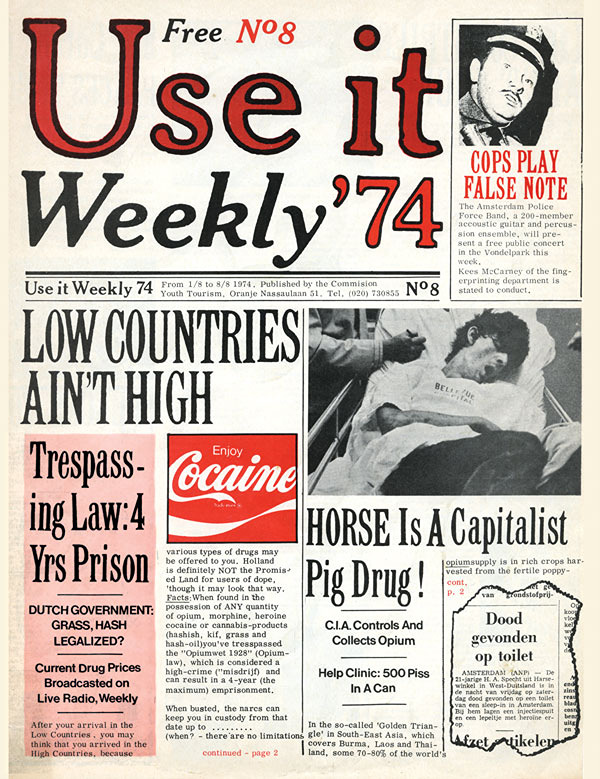 Free Nº8
Use it
Weekly '74
COPS PLAY
FALSE NOTE
The Amsterdam Police
Force Band, a 200-member
accoustic guitar and percus-
sion ensemble, will pre-
sent a free public concert
in the Vondelpark this
week.
Kees McCarney of the fing-
erprinting department is
stated to conduct.
Use it Weekly 74
From 1/8 to 8/8 1974. Published by the Commision
Youth Tourism, Oranje Nassaulaan 51. Tel. (020) 730855
Nº8
LOW COUNTRIES
AIN'T HIGH
Trespass-
ing Law: 4
Yrs Prison
DUTCH GOVERNMENT:
GRASS, HASH
LEGALIZED?
Current Drug Prices
Broadcasted on
Live Radio, Weekly
After your arrival in the
Low Countries, you may
think that you arrived in the
High Countries, because
Enjoy
Cocaine
various types of drugs may
be offered to you. Holland
is definitely NOT the Promis-
ed Land for users of dope,
'though it may look that way.
Facts: When found in the
possession of ANY quantity
of opium, morphine, heroine
cocaine or cannabis-products
(hashish, kif, grass and
hash-oil)you've tresspassed
the "Opiumwet 1928" (Opium-
law), which is considered a
high-crime ("misdrijf) and
can result in a 4-year (the
maximum) emprisonment.
When busted, the narcs can
keep you in custody from that
date up to .........
(when? - there are no limitations
continued - page 2
BELLEVUE
HORSE Is A Capitalist
Pig Drug!
C.I.A. Controls And
Collects Opium
Help Clinic: 500 Piss
In A Can
In the so-called 'Golden Trian-
gle' in South-East Asia, which
covers Burma, Laos and Thai-
land, some 70-80% of the world's
opiumsupply is in rich crops har-
vested from the fertile poppy-
cont.
p. 2
van grondstofprij-
Dood
gevonden
op toilet
AMSTERDAM (ANP) — De
21-jarige H. A. Specht uit Harse-
winkel in West-Duitsland is in
de nacht van vrijdag op zater-
dag dood gevonden op een toilet
van een sleep-in in Amsterdam.
Bij hem lagen een injectiespuit
en een lepeltje met heroine er-
op.
Afzet artikelen